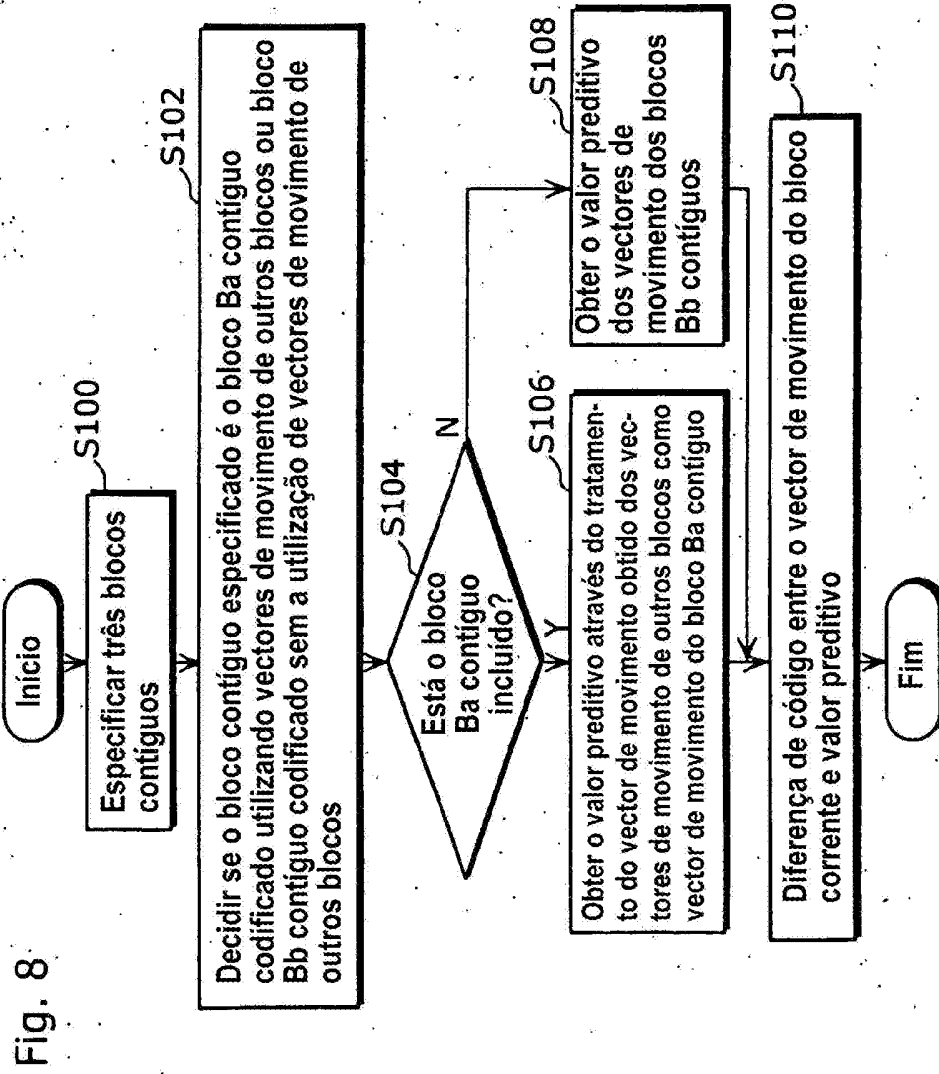 Fig. 8
Início
Especificar três blocos
contíguos
S100
Decidir se o bloco contíguo especificado é o bloco Ba contíguo
codificado utilizando vectores de movimento de outros blocos ou bloco
Bb contíguo codificado sem a utilização de vectores de movimento de
outros blocos
S102
Está o bloco
Ba contíguo
incluído?
S104
N
Y
Obter o valor preditivo através do tratamen-
to do vector de movimento obtido dos vec-
tores de movimento de outros blocos como
vector de movimento do bloco Ba contíguo
S106
Obter o valor preditivo
dos vectores de
movimento dos blocos
Bb contíguos
S108
Diferença de código entre o vector de movimento do bloco
corrente e valor preditivo
S110
Fim